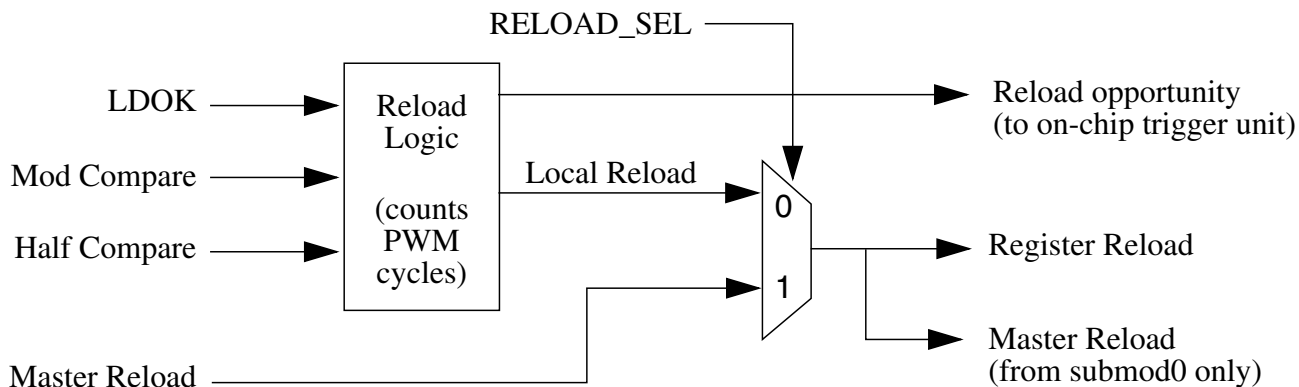 RELOAD_SEL
LDOK
Mod Compare
Half Compare
Master Reload
Reload
Logic
(counts
PWM
cycles)
Local Reload
0
1
Reload opportunity
(to on-chip trigger unit)
Register Reload
Master Reload
(from submod0 only)